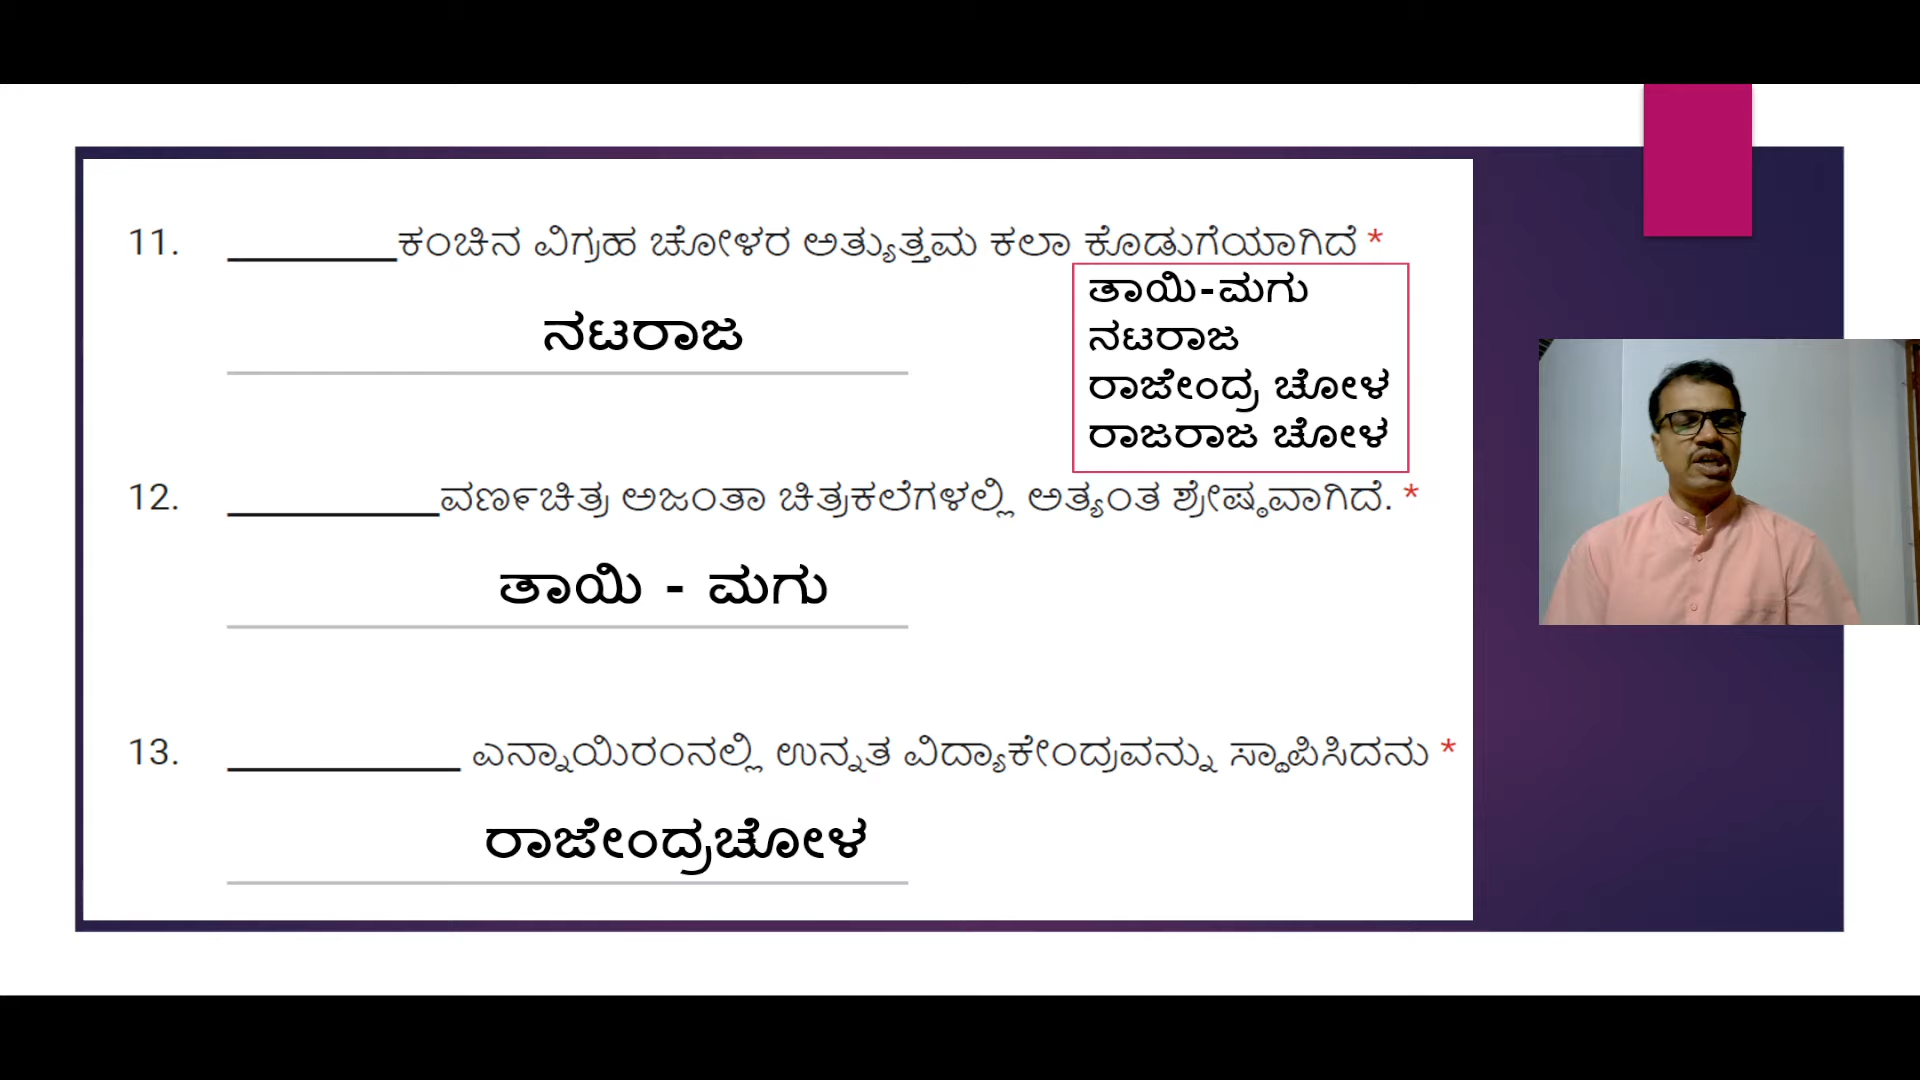 11. ________ಕಂಚಿನ ವಿಗ್ರಹ ಚೋಳರ ಅತ್ಯುತ್ತಮ ಕಲಾ ಕೊಡುಗೆಯಾಗಿದೆ *
ನಟರಾಜ
ತಾಯಿ-ಮಗು
ನಟರಾಜ
ರಾಜೇಂದ್ರ ಚೋಳ
ರಾಜರಾಜ ಚೋಳ
12. __________ವರ್ಣಚಿತ್ರ ಅಜಂತಾ ಚಿತ್ರಕಲೆಗಳಲ್ಲಿ ಅತ್ಯಂತ ಶ್ರೇಷ್ಠವಾಗಿದೆ. *
ತಾಯಿ - ಮಗು
13. ___________ ಎನ್ನಾಯಿರಂನಲ್ಲಿ ಉನ್ನತ ವಿದ್ಯಾಕೇಂದ್ರವನ್ನು ಸ್ಥಾಪಿಸಿದನು *
ರಾಜೇಂದ್ರಚೋಳ